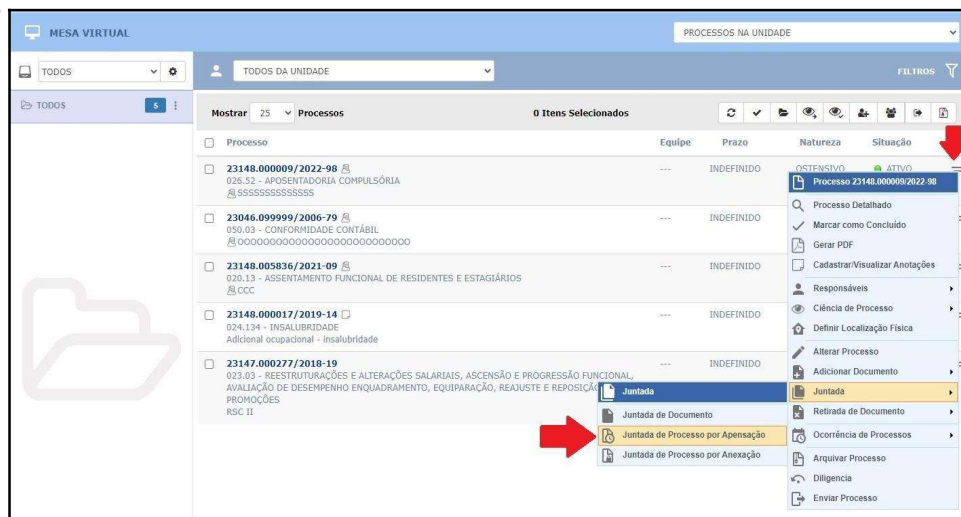 MESA VIRTUAL
PROCESSOS NA UNIDADE
TODOS
TODOS DA UNIDADE
FILTROS
TODOS 5
Mostrar 25 Processos 0 Itens Selecionados
Processo Equipe Prazo Natureza Situação
23148.000009/2022-98 --- INDEFINIDO OSTENSIVO ATIVO
026.52 - APOSENTADORIA COMPULSÓRIA
SSSSSSSSSSSSSS
23046.099999/2006-79 --- INDEFINIDO
050.03 - CONFORMIDADE CONTÁBIL
OOOOOOOOOOOOOOOOOOOOOOOOOOO
23148.005836/2021-09 --- INDEFINIDO
020.13 - ASSENTAMENTO FUNCIONAL DE RESIDENTES E ESTAGIÁRIOS
CCC
23148.000017/2019-14 --- INDEFINIDO
024.134 - INSALUBRIDADE
Adicional ocupacional - insalubridade
23147.000277/2018-19 --- INDEFINIDO
023.03 - REESTRUTURAÇÕES E ALTERAÇÕES SALARIAIS, ASCENSÃO E PROGRESSÃO FUNCIONAL,
AVALIAÇÃO DE DESEMPENHO ENQUADRAMENTO, EQUIPARAÇÃO, REAJUSTE E REPOSIÇÃO
PROMOÇÕES
RSC II
Processo 23148.000009/2022-98
Processo Detalhado
Marcar como Concluído
Gerar PDF
Cadastrar/Visualizar Anotações
Responsáveis
Ciência de Processo
Definir Localização Física
Alterar Processo
Adicionar Documento
Juntada
Retirada de Documento
Ocorrência de Processos
Arquivar Processo
Diligencia
Enviar Processo
Juntada
Juntada de Documento
Juntada de Processo por Apensação
Juntada de Processo por Anexação